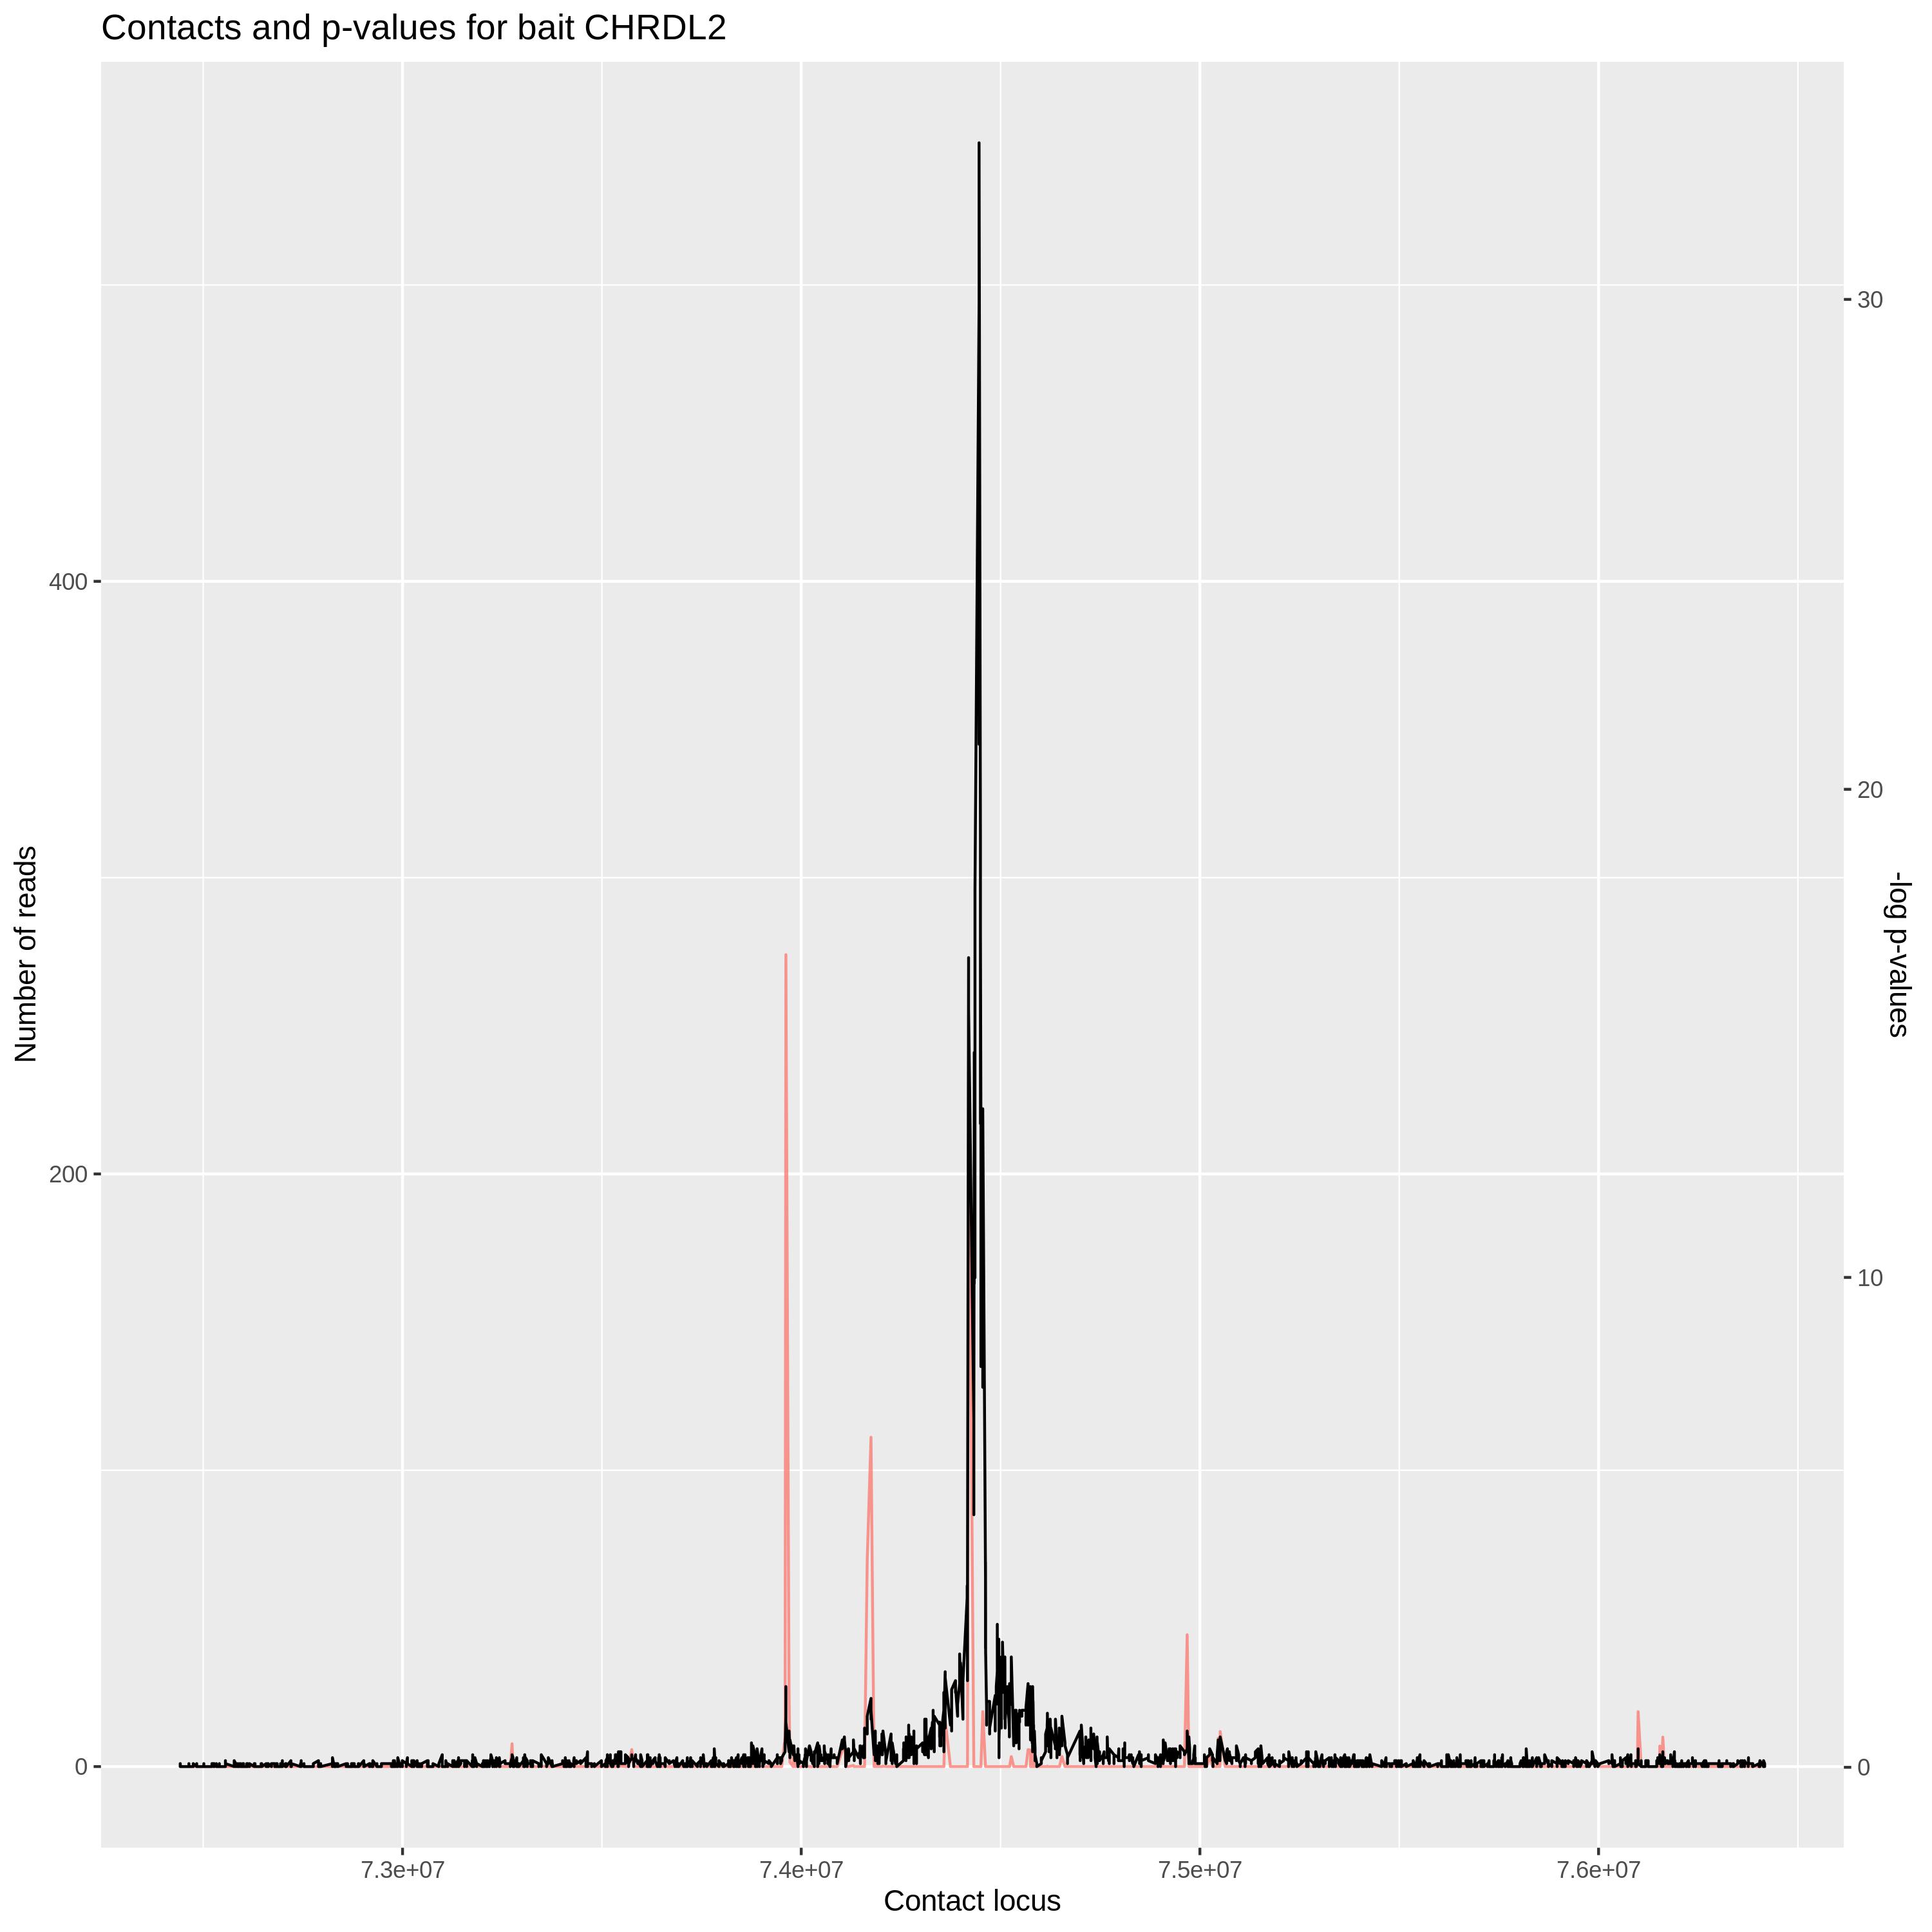 Contacts and p-values for bait CHRDL2
Number of reads
400
200
0
30
20
10
0
-log p-values
7.3e+07
7.4e+07
7.5e+07
7.6e+07
Contact locus